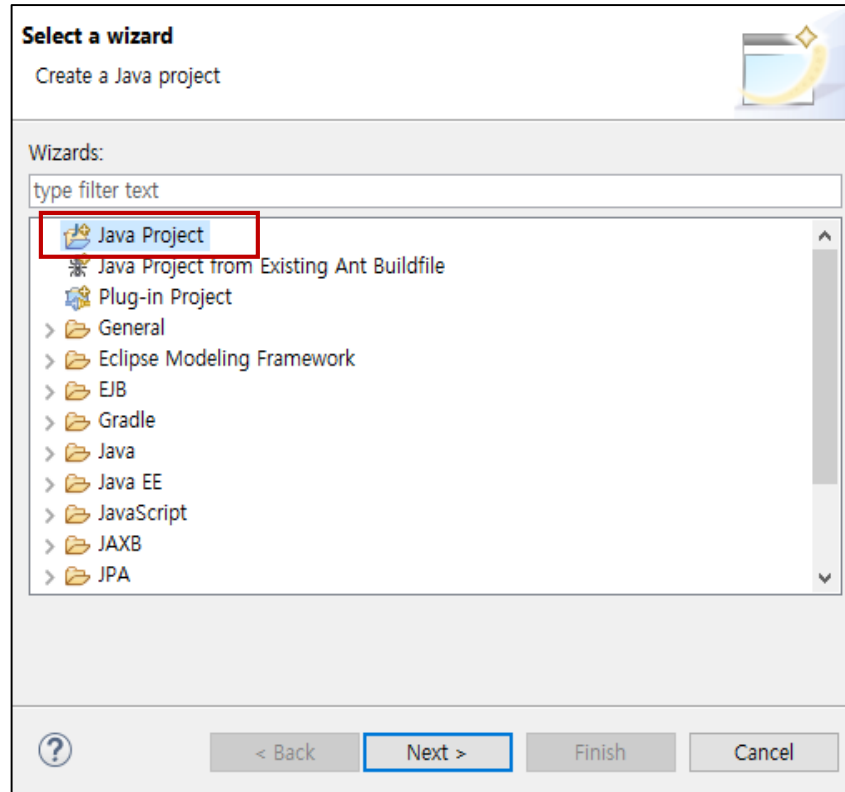 Select a wizard
Create a Java project
Wizards:
type filter text
Java Project
Java Project from Existing Ant Buildfile
Plug-in Project
General
Eclipse Modeling Framework
EJB
Gradle
Java
Java EE
JavaScript
JAXB
JPA
? < Back Next > Finish Cancel